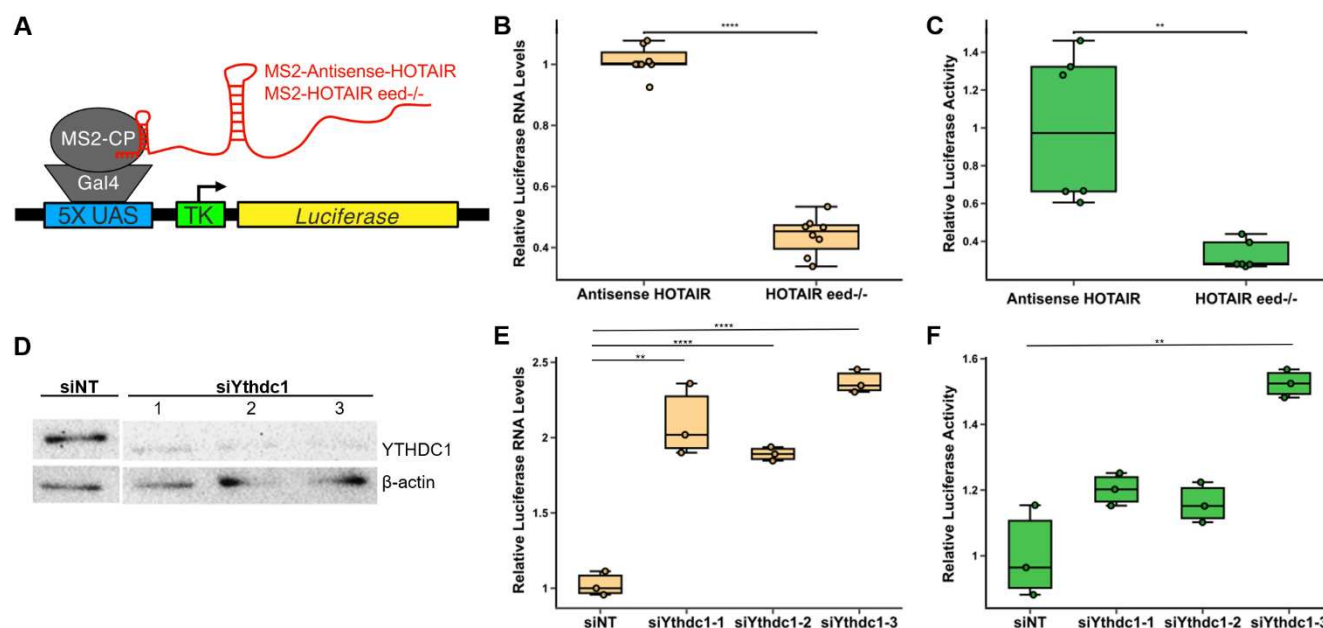 A
MS2-Antisense-HOTAIR
MS2-HOTAIR eed-/-
MS2-CP
Gal4
5X UAS
TK
Luciferase
B
****
Relative Luciferase RNA Levels
1
0.8
0.6
0.4
Antisense HOTAIR
HOTAIR eed-/-
C
**
Relative Luciferase Activity
1.4
1.2
1
0.8
0.6
0.4
Antisense HOTAIR
HOTAIR eed-/-
D
siNT
siYthdc1
1
2
3
YTHDC1
β-actin
E
****
****
**
Relative Luciferase RNA Levels
2.5
2
1.5
1
siNT
siYthdc1-1
siYthdc1-2
siYthdc1-3
F
**
Relative Luciferase Activity
1.6
1.4
1.2
1
siNT
siYthdc1-1
siYthdc1-2
siYthdc1-3